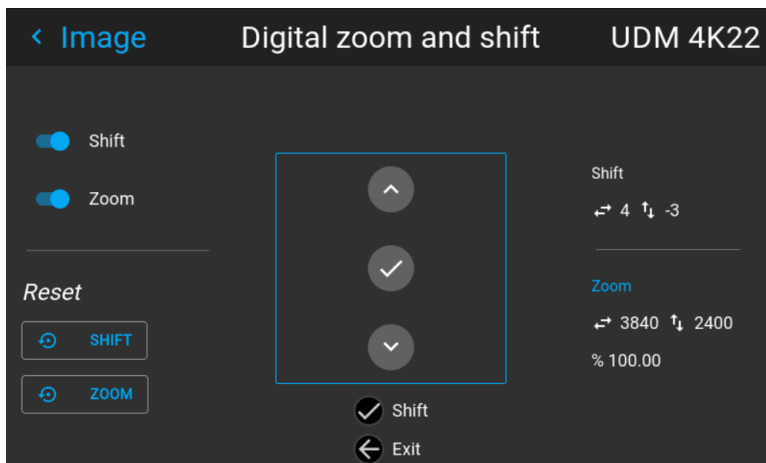 Image
Digital zoom and shift
UDM 4K22
Shift
Zoom
Reset
SHIFT
ZOOM
Shift
Exit
Shift
4 -3
Zoom
3840 2400
% 100.00